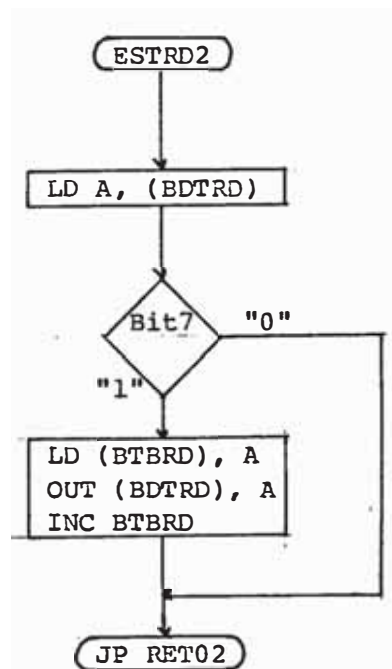 ESTRD2
LD A, (BDTRD)
Bit7
"0"
"1"
LD (BTBRD), A
OUT (BDTRD), A
INC BTBRD
JP RET02